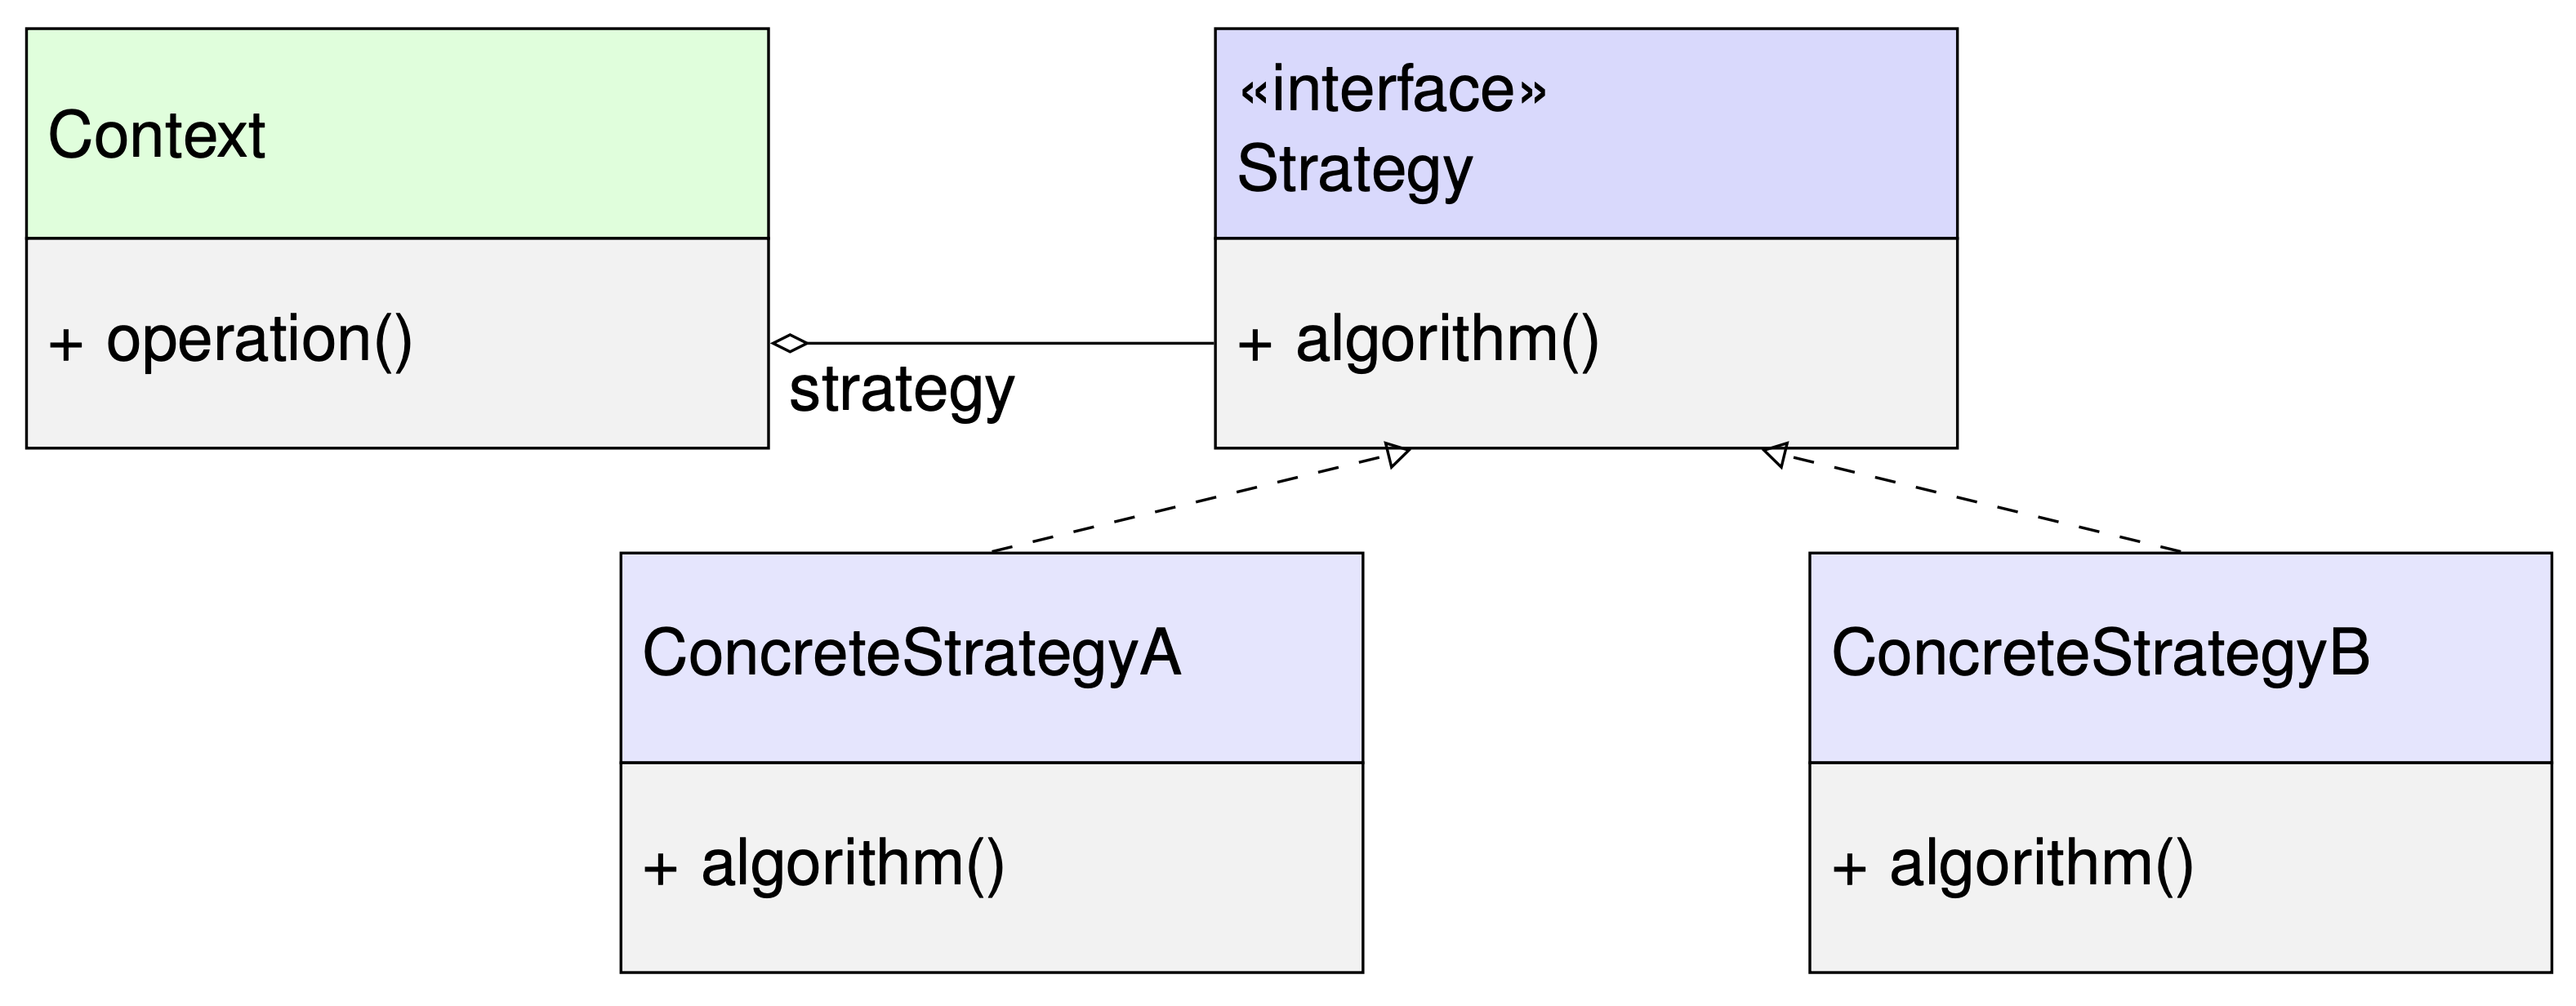 Context
+ operation()
strategy
«interface»
Strategy
+ algorithm()
ConcreteStrategyA
+ algorithm()
ConcreteStrategyB
+ algorithm()